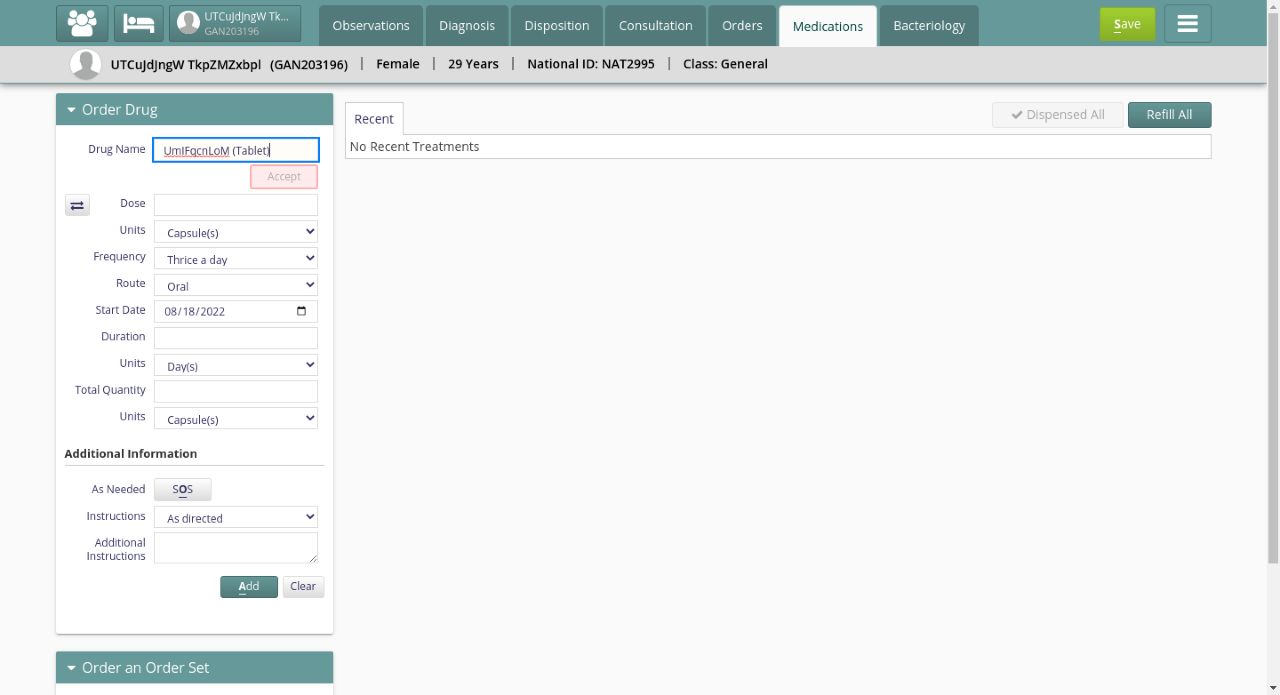 UTCuJdJngW Tk...
GAN203196
Observations
Diagnosis
Disposition
Consultation
Orders
Medications
Bacteriology
Save
UTCuJdJngW TkpZMZxbpl (GAN203196) | Female | 29 Years | National ID: NAT2995 | Class: General
Order Drug
Drug Name UmIFqcnLoM (Tablet)
Accept
Dose
Units Capsule(s)
Frequency Thrice a day
Route Oral
Start Date 08/18/2022
Duration
Units Day(s)
Total Quantity
Units Capsule(s)
Additional Information
As Needed SOS
Instructions As directed
Additional
Instructions
Add Clear
Order an Order Set
Recent
Dispensed All
Refill All
No Recent Treatments